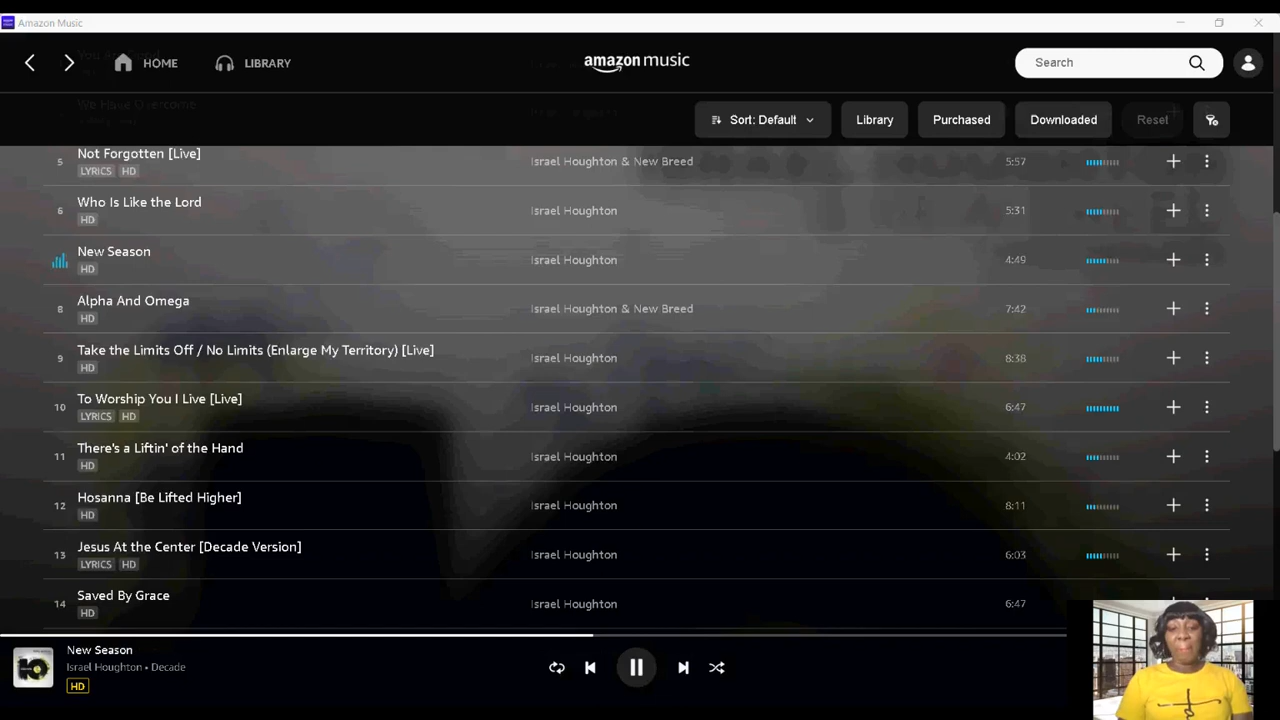 Amazon Music
HOME
LIBRARY
amazon music
Search
We Have Overcome
Sort: Default
Library
Purchased
Downloaded
Reset
5 Not Forgotten [Live] Israel Houghton & New Breed 5:57
LYRICS HD
6 Who Is Like the Lord Israel Houghton 5:31
HD
New Season Israel Houghton 4:49
HD
8 Alpha And Omega Israel Houghton & New Breed 7:42
HD
9 Take the Limits Off / No Limits (Enlarge My Territory) [Live] Israel Houghton 8:38
HD
10 To Worship You I Live [Live] Israel Houghton 6:47
LYRICS HD
11 There's a Liftin' of the Hand Israel Houghton 4:02
HD
12 Hosanna [Be Lifted Higher] Israel Houghton 8:11
HD
13 Jesus At the Center [Decade Version] Israel Houghton 6:03
LYRICS HD
14 Saved By Grace Israel Houghton 6:47
HD
New Season
Israel Houghton • Decade
HD
10